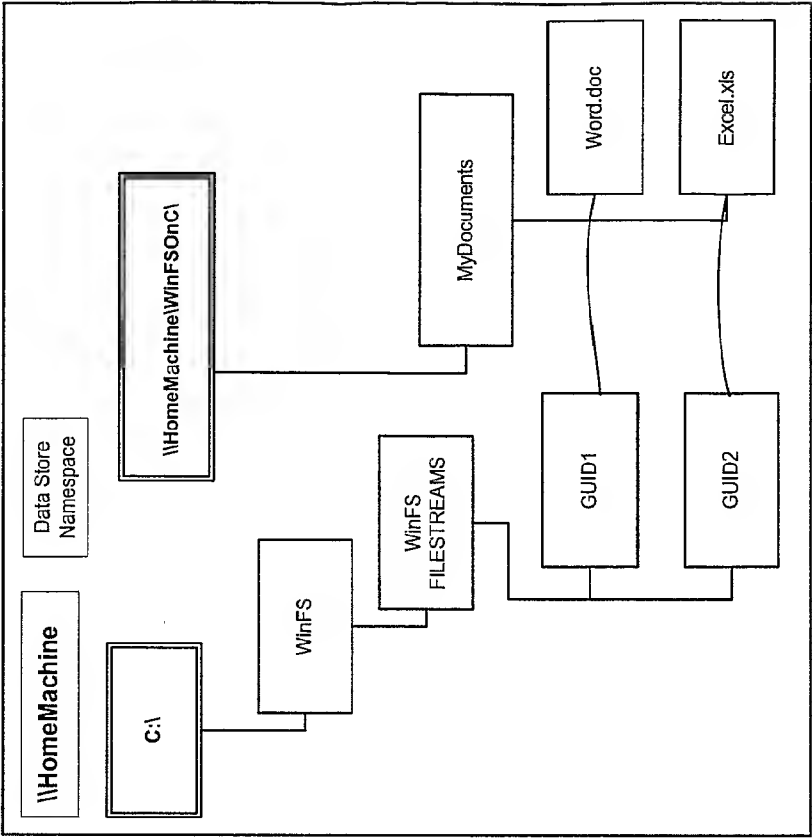 \\HomeMachine
Data Store
Namespace
C:\
\\HomeMachine\WinFSOnC\
WinFS
WinFS
FILESTREAMS
MyDocuments
GUID1
Word.doc
GUID2
Excel.xls